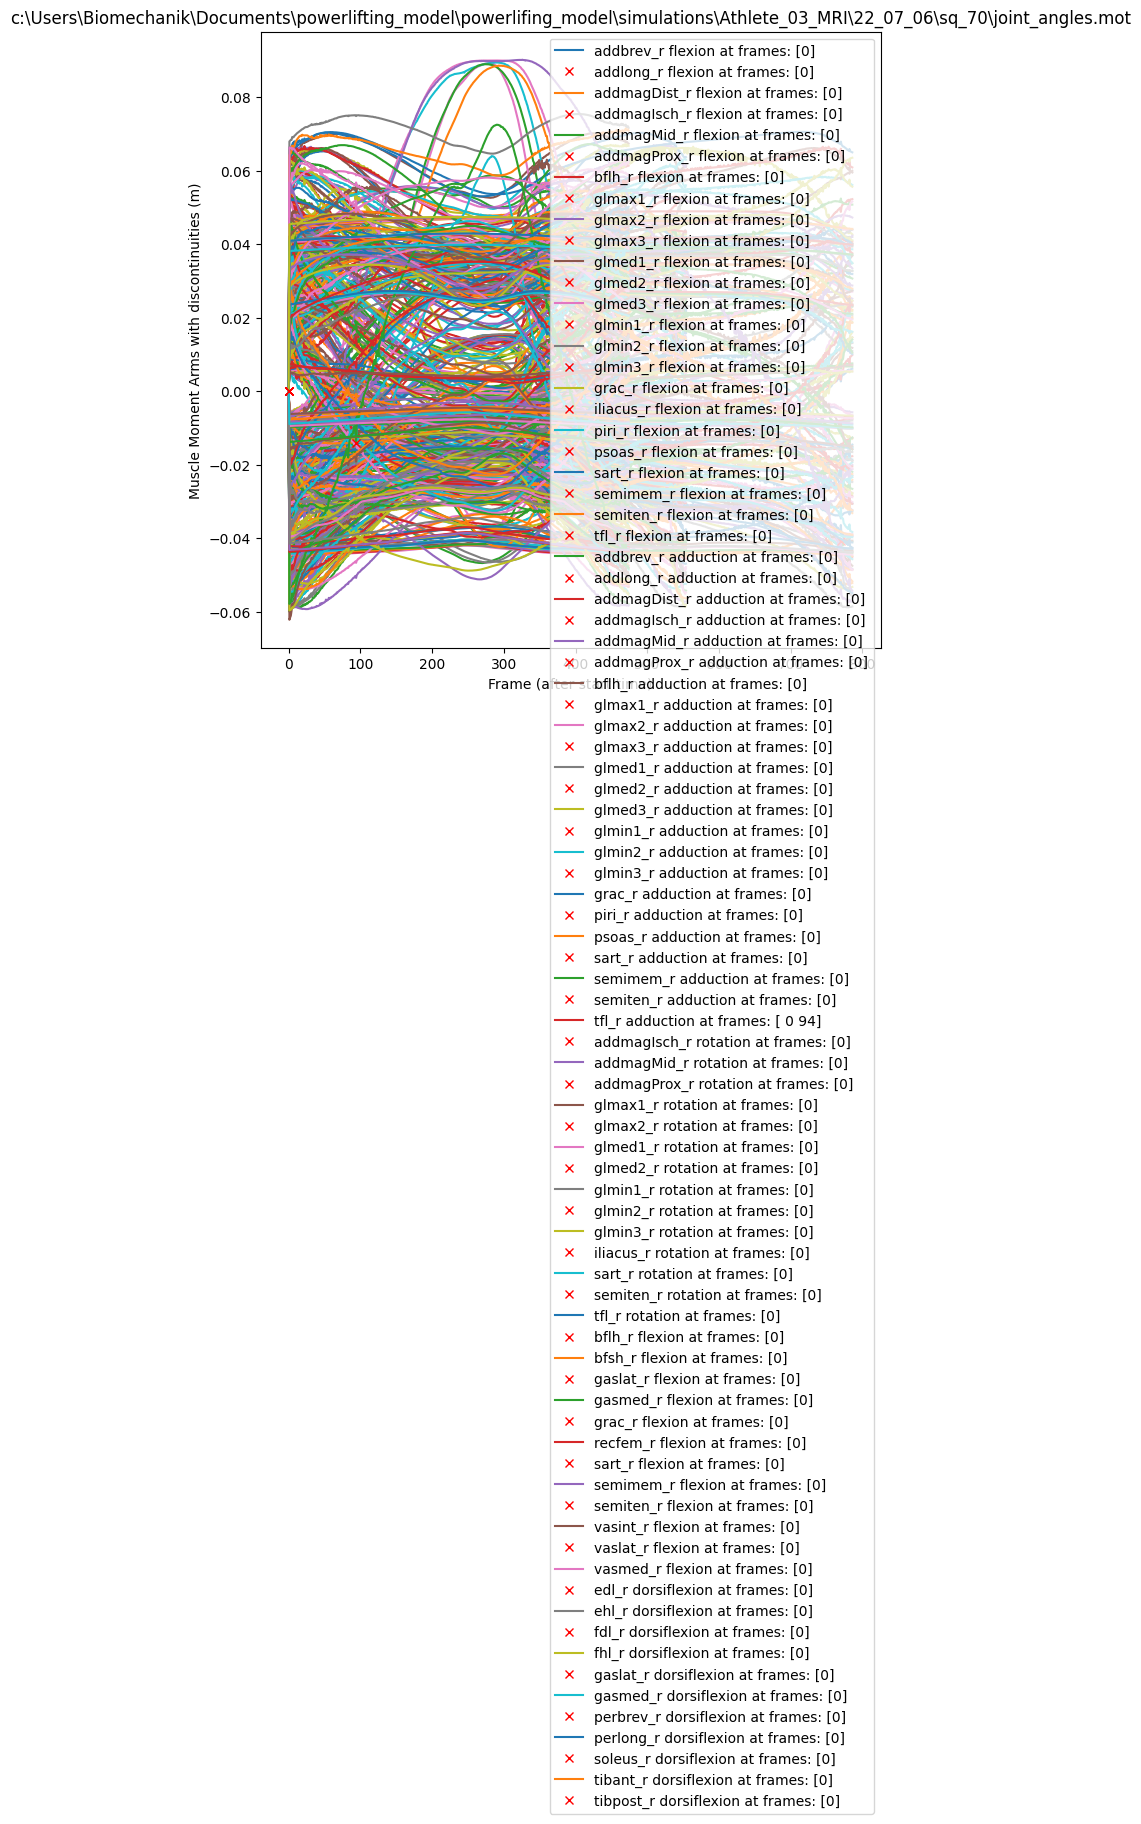 c:\Users\Biomechanik\Documents\powerlifting_model\powerlifing_model\simulations\Athlete_03_MRI\22_07_06\sq_70\joint_angles.mot
Muscle Moment Arms with discontinuities (m)
0.08
0.06
0.04
0.02
0.00
−0.02
−0.04
−0.06
0
100
200
300
Frame (after
addbrev_r flexion at frames: [0]
addlong_r flexion at frames: [0]
addmagDist_r flexion at frames: [0]
addmagIsch_r flexion at frames: [0]
addmagMid_r flexion at frames: [0]
addmagProx_r flexion at frames: [0]
bflh_r flexion at frames: [0]
glmax1_r flexion at frames: [0]
glmax2_r flexion at frames: [0]
glmax3_r flexion at frames: [0]
glmed1_r flexion at frames: [0]
glmed2_r flexion at frames: [0]
glmed3_r flexion at frames: [0]
glmin1_r flexion at frames: [0]
glmin2_r flexion at frames: [0]
glmin3_r flexion at frames: [0]
grac_r flexion at frames: [0]
iliacus_r flexion at frames: [0]
piri_r flexion at frames: [0]
psoas_r flexion at frames: [0]
sart_r flexion at frames: [0]
semimem_r flexion at frames: [0]
semiten_r flexion at frames: [0]
tfl_r flexion at frames: [0]
addbrev_r adduction at frames: [0]
addlong_r adduction at frames: [0]
addmagDist_r adduction at frames: [0]
addmagIsch_r adduction at frames: [0]
addmagMid_r adduction at frames: [0]
addmagProx_r adduction at frames: [0]
bflh_r adduction at frames: [0]
glmax1_r adduction at frames: [0]
glmax2_r adduction at frames: [0]
glmax3_r adduction at frames: [0]
glmed1_r adduction at frames: [0]
glmed2_r adduction at frames: [0]
glmed3_r adduction at frames: [0]
glmin1_r adduction at frames: [0]
glmin2_r adduction at frames: [0]
glmin3_r adduction at frames: [0]
grac_r adduction at frames: [0]
piri_r adduction at frames: [0]
psoas_r adduction at frames: [0]
sart_r adduction at frames: [0]
semimem_r adduction at frames: [0]
semiten_r adduction at frames: [0]
tfl_r adduction at frames: [ 0 94]
addmagIsch_r rotation at frames: [0]
addmagMid_r rotation at frames: [0]
addmagProx_r rotation at frames: [0]
glmax1_r rotation at frames: [0]
glmax2_r rotation at frames: [0]
glmed1_r rotation at frames: [0]
glmed2_r rotation at frames: [0]
glmin1_r rotation at frames: [0]
glmin2_r rotation at frames: [0]
glmin3_r rotation at frames: [0]
iliacus_r rotation at frames: [0]
sart_r rotation at frames: [0]
semiten_r rotation at frames: [0]
tfl_r rotation at frames: [0]
bflh_r flexion at frames: [0]
bfsh_r flexion at frames: [0]
gaslat_r flexion at frames: [0]
gasmed_r flexion at frames: [0]
grac_r flexion at frames: [0]
recfem_r flexion at frames: [0]
sart_r flexion at frames: [0]
semimem_r flexion at frames: [0]
semiten_r flexion at frames: [0]
vasint_r flexion at frames: [0]
vaslat_r flexion at frames: [0]
vasmed_r flexion at frames: [0]
edl_r dorsiflexion at frames: [0]
ehl_r dorsiflexion at frames: [0]
fdl_r dorsiflexion at frames: [0]
fhl_r dorsiflexion at frames: [0]
gaslat_r dorsiflexion at frames: [0]
gasmed_r dorsiflexion at frames: [0]
perbrev_r dorsiflexion at frames: [0]
perlong_r dorsiflexion at frames: [0]
soleus_r dorsiflexion at frames: [0]
tibant_r dorsiflexion at frames: [0]
tibpost_r dorsiflexion at frames: [0]